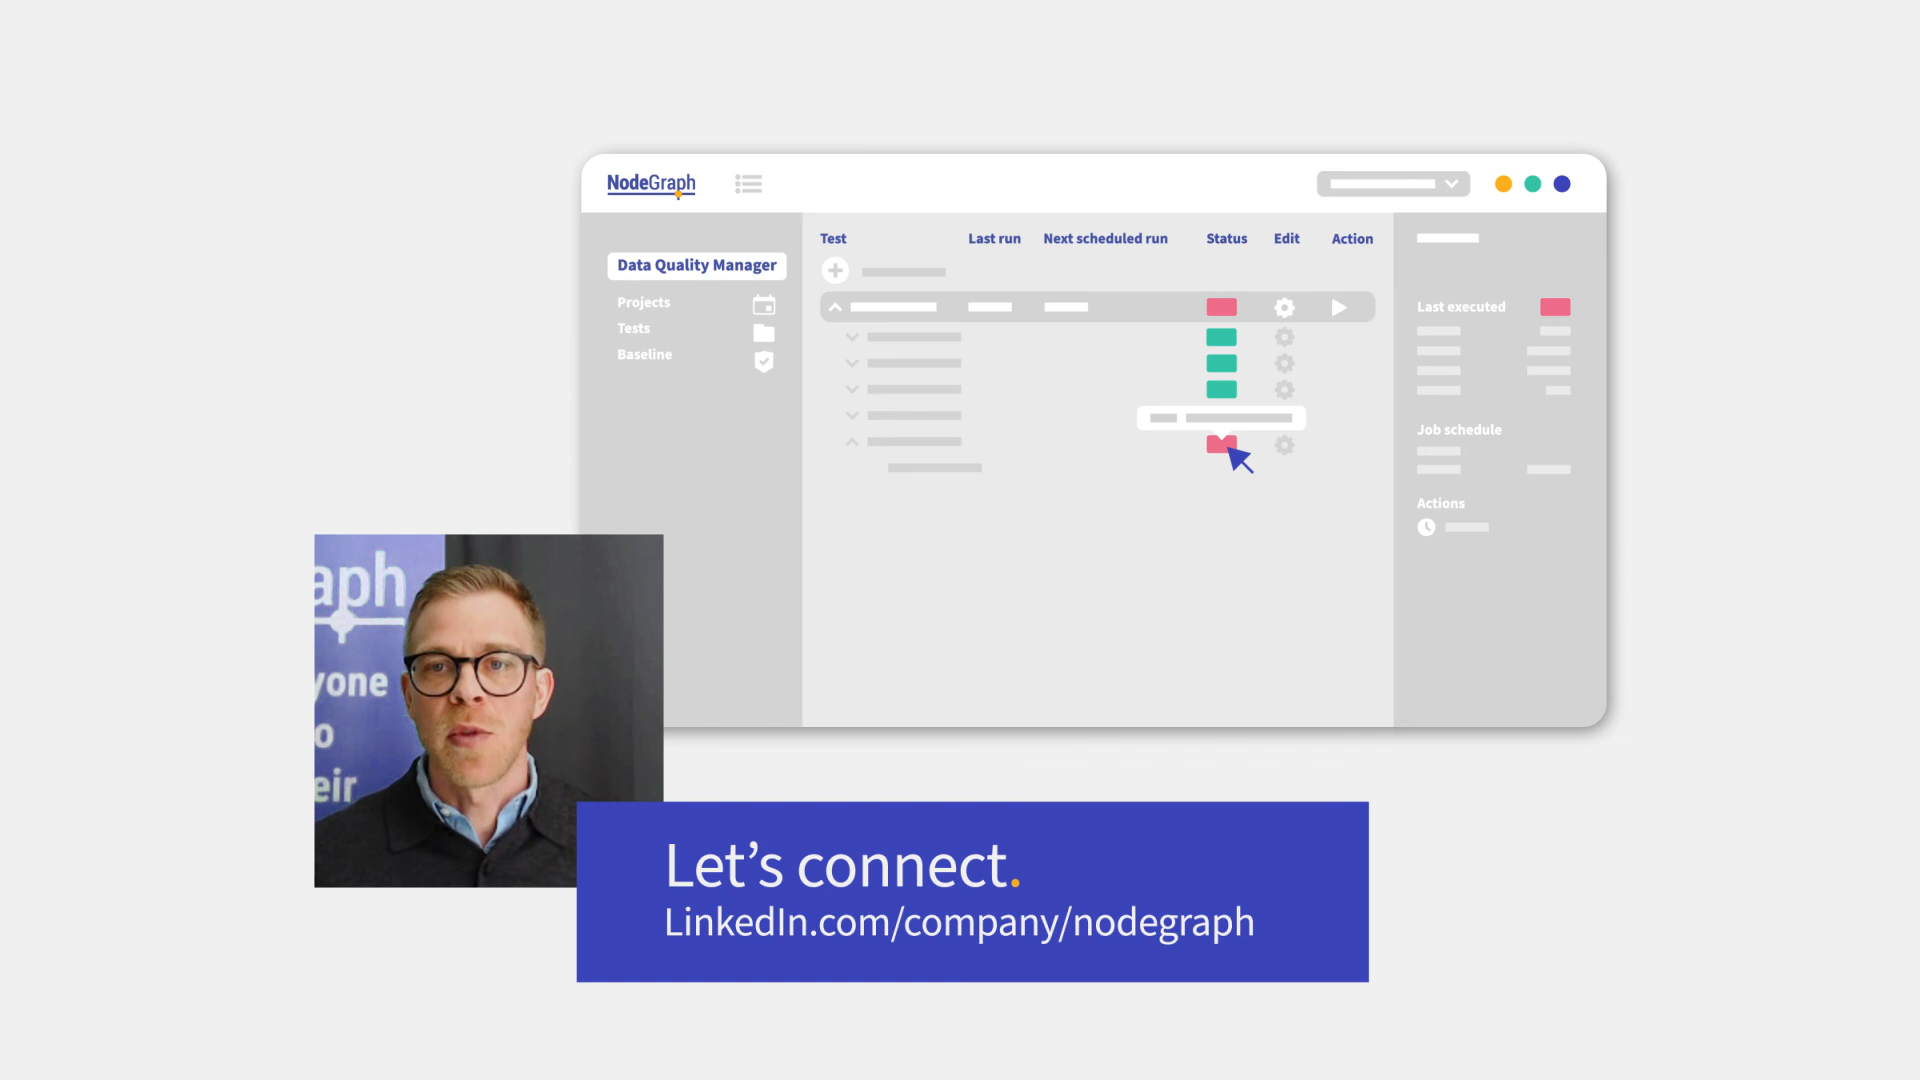 NodeGraph
Data Quality Manager
Projects
Tests
Baseline
Test Last run Next scheduled run Status Edit Action
Last executed
Job schedule
Actions
aph
yone
o
eir
Let's connect.
LinkedIn.com/company/nodegraph